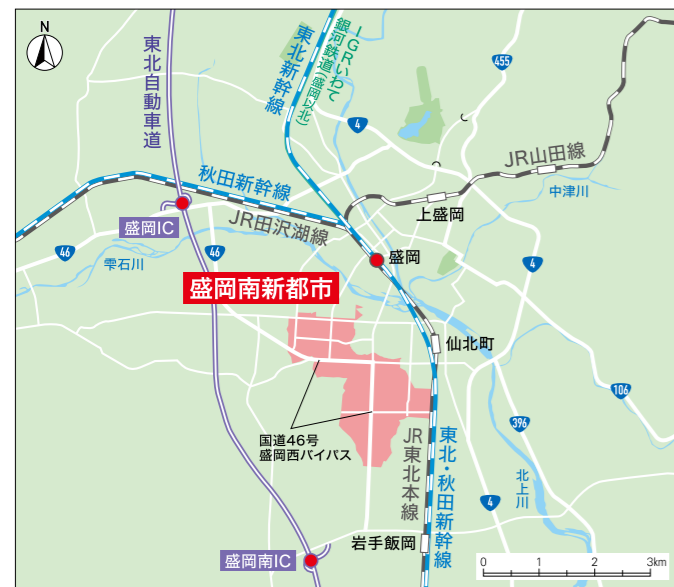 N
東北自動車道
東北新幹線
IGRいわて
銀河鉄道(盛岡以北)
4
455
JR山田線
中津川
秋田新幹線
上盛岡
盛岡IC
JR田沢湖線
46
46
雫石川
盛岡
4
盛岡南新都市
仙北町
106
国道46号
盛岡西バイパス
396
JR東北本線
東北・秋田新幹線
北上川
4
岩手飯岡
盛岡南IC
0 1 2 3km